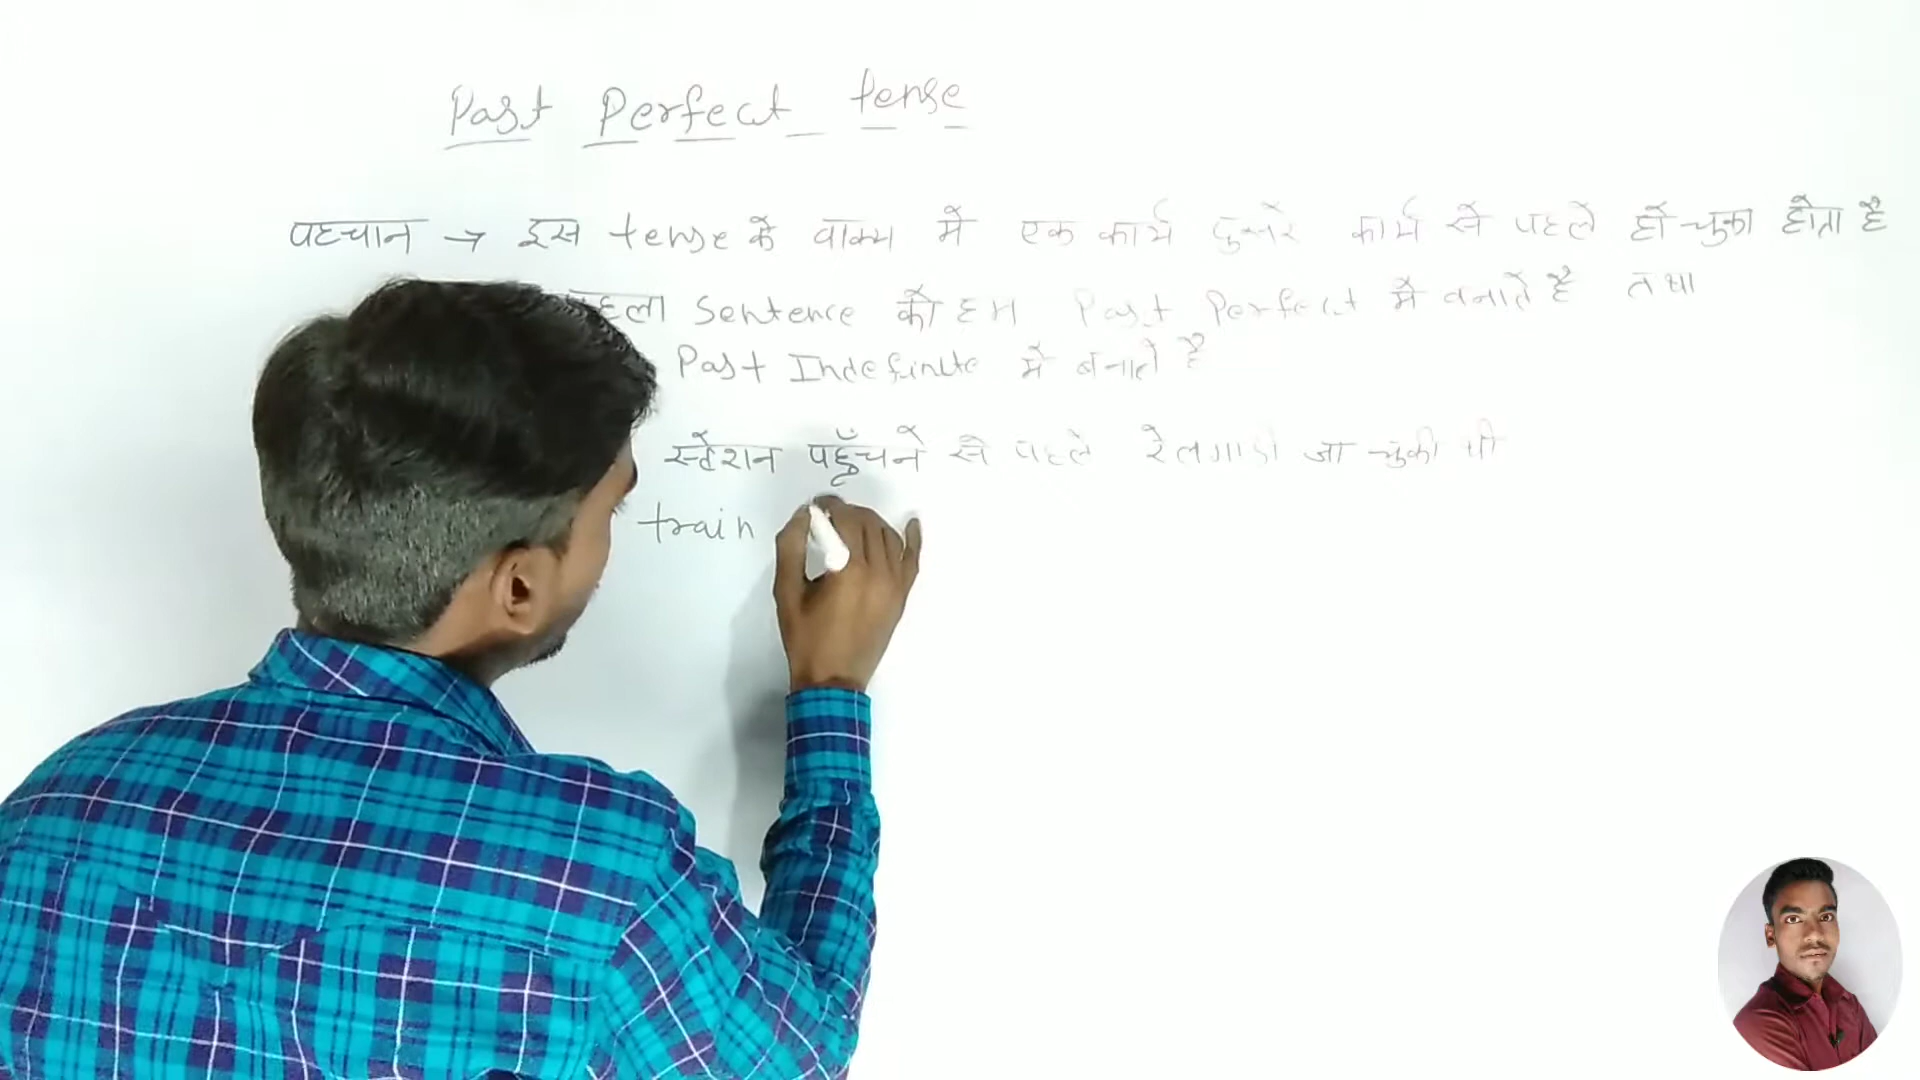 Past Perfect tense
पहचान → इस tense के वाक्य में एक कार्य दुसरे कार्य से पहले हो चुका होता है
हला Sentence को हम Past Perfect में बनाते है तथा
Past Indefinite में बनाते है
स्टेशन पहुँचने से पहले रेलगाड़ी जा चुकी थी
train